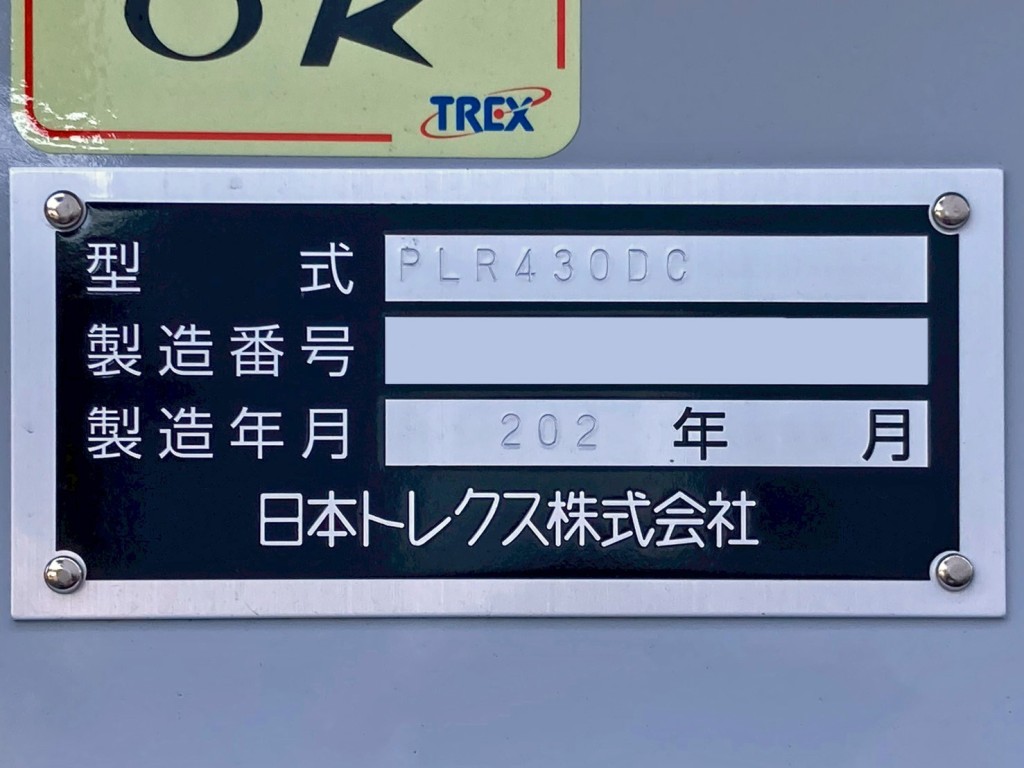 OK
TREX
型式 PLR430DC
製造番号
製造年月 202 年 月
日本トレクス株式会社